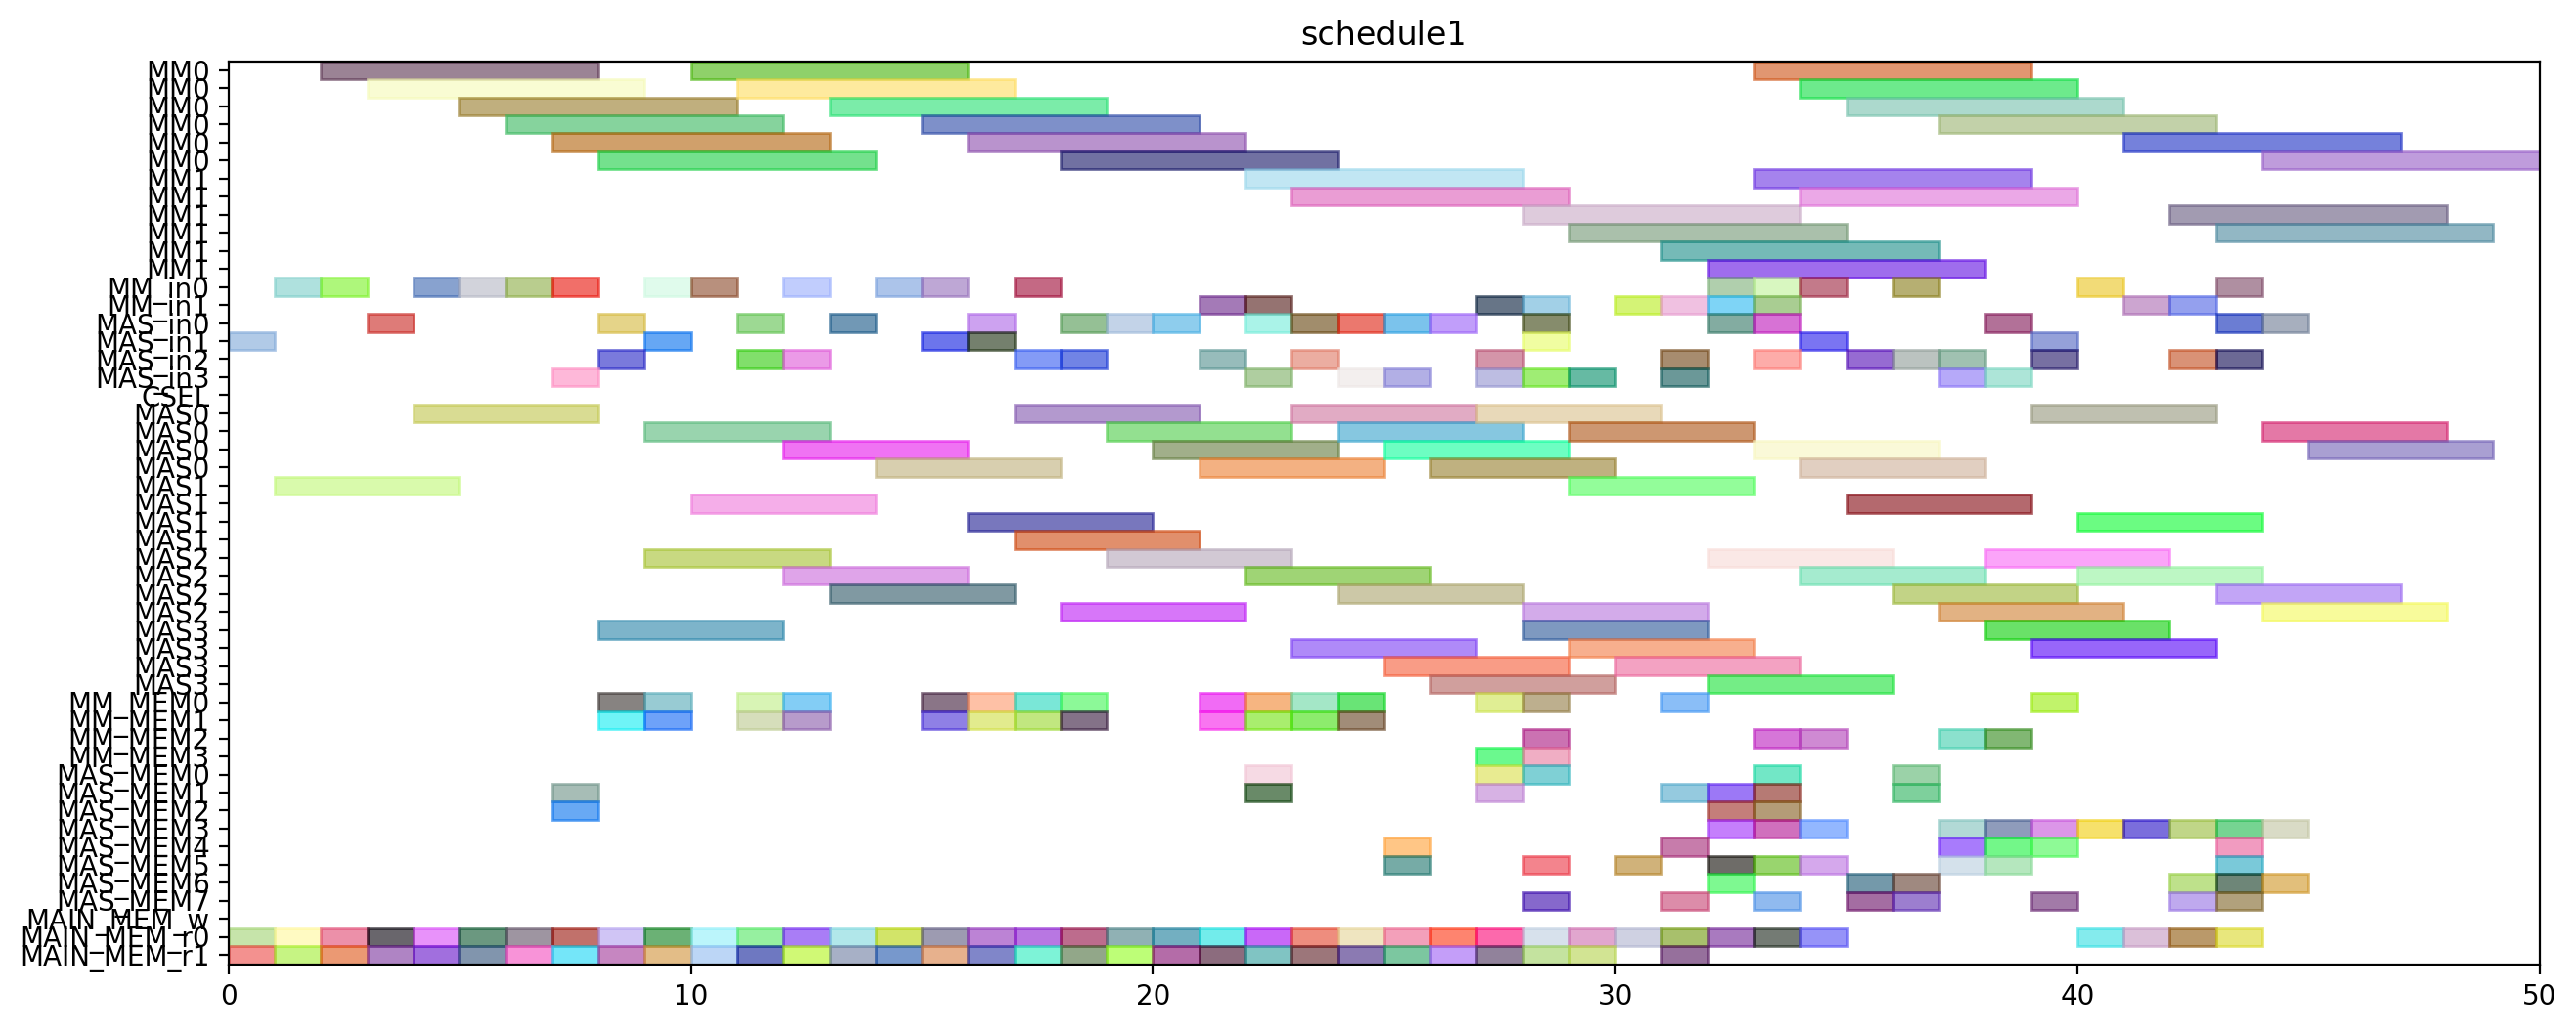 schedule1
MM0
MM0
MM0
MM0
MM0
MM0
MM1
MM1
MM1
MM1
MM1
MM1
MM_in0
MM_in1
MAS_in0
MAS_in1
MAS_in2
MAS_in3
CSEL
MAS0
MAS0
MAS0
MAS0
MAS1
MAS1
MAS1
MAS1
MAS2
MAS2
MAS2
MAS2
MAS3
MAS3
MAS3
MAS3
MM_MEM0
MM_MEM1
MM_MEM2
MM_MEM3
MAS_MEM0
MAS_MEM1
MAS_MEM2
MAS_MEM3
MAS_MEM4
MAS_MEM5
MAS_MEM6
MAS_MEM7
MAIN_MEM_w
MAIN_MEM_r0
MAIN_MEM_r1
0 10 20 30 40 50